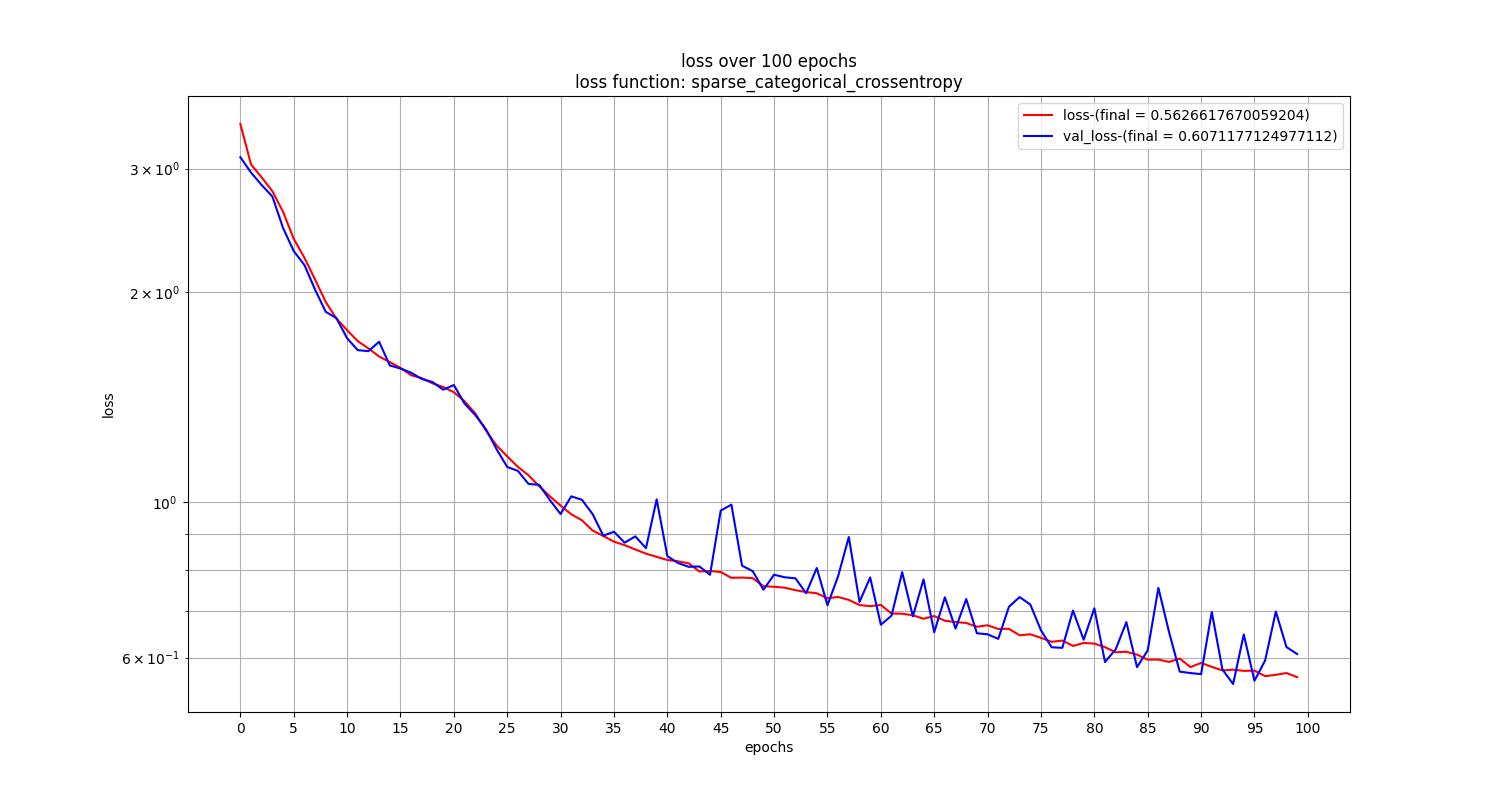 loss over 100 epochs
loss function: sparse_categorical_crossentropy
loss-(final = 0.5626617670059204)
val_loss-(final = 0.6071177124977112)
3 × 10⁰
2 × 10⁰
10⁰
6 × 10⁻¹
loss
0 5 10 15 20 25 30 35 40 45 50 55 60 65 70 75 80 85 90 95 100
epochs